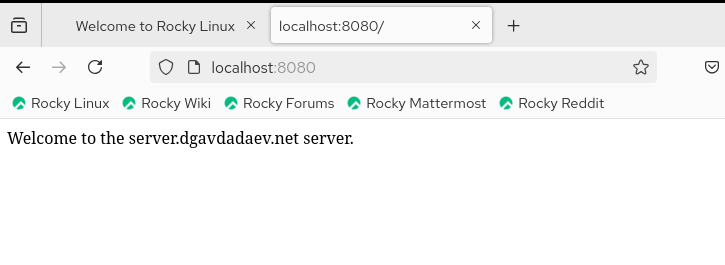 Welcome to Rocky Linux
localhost:8080/
localhost:8080
Rocky Linux
Rocky Wiki
Rocky Forums
Rocky Mattermost
Rocky Reddit
Welcome to the server.dgavdadaev.net server.